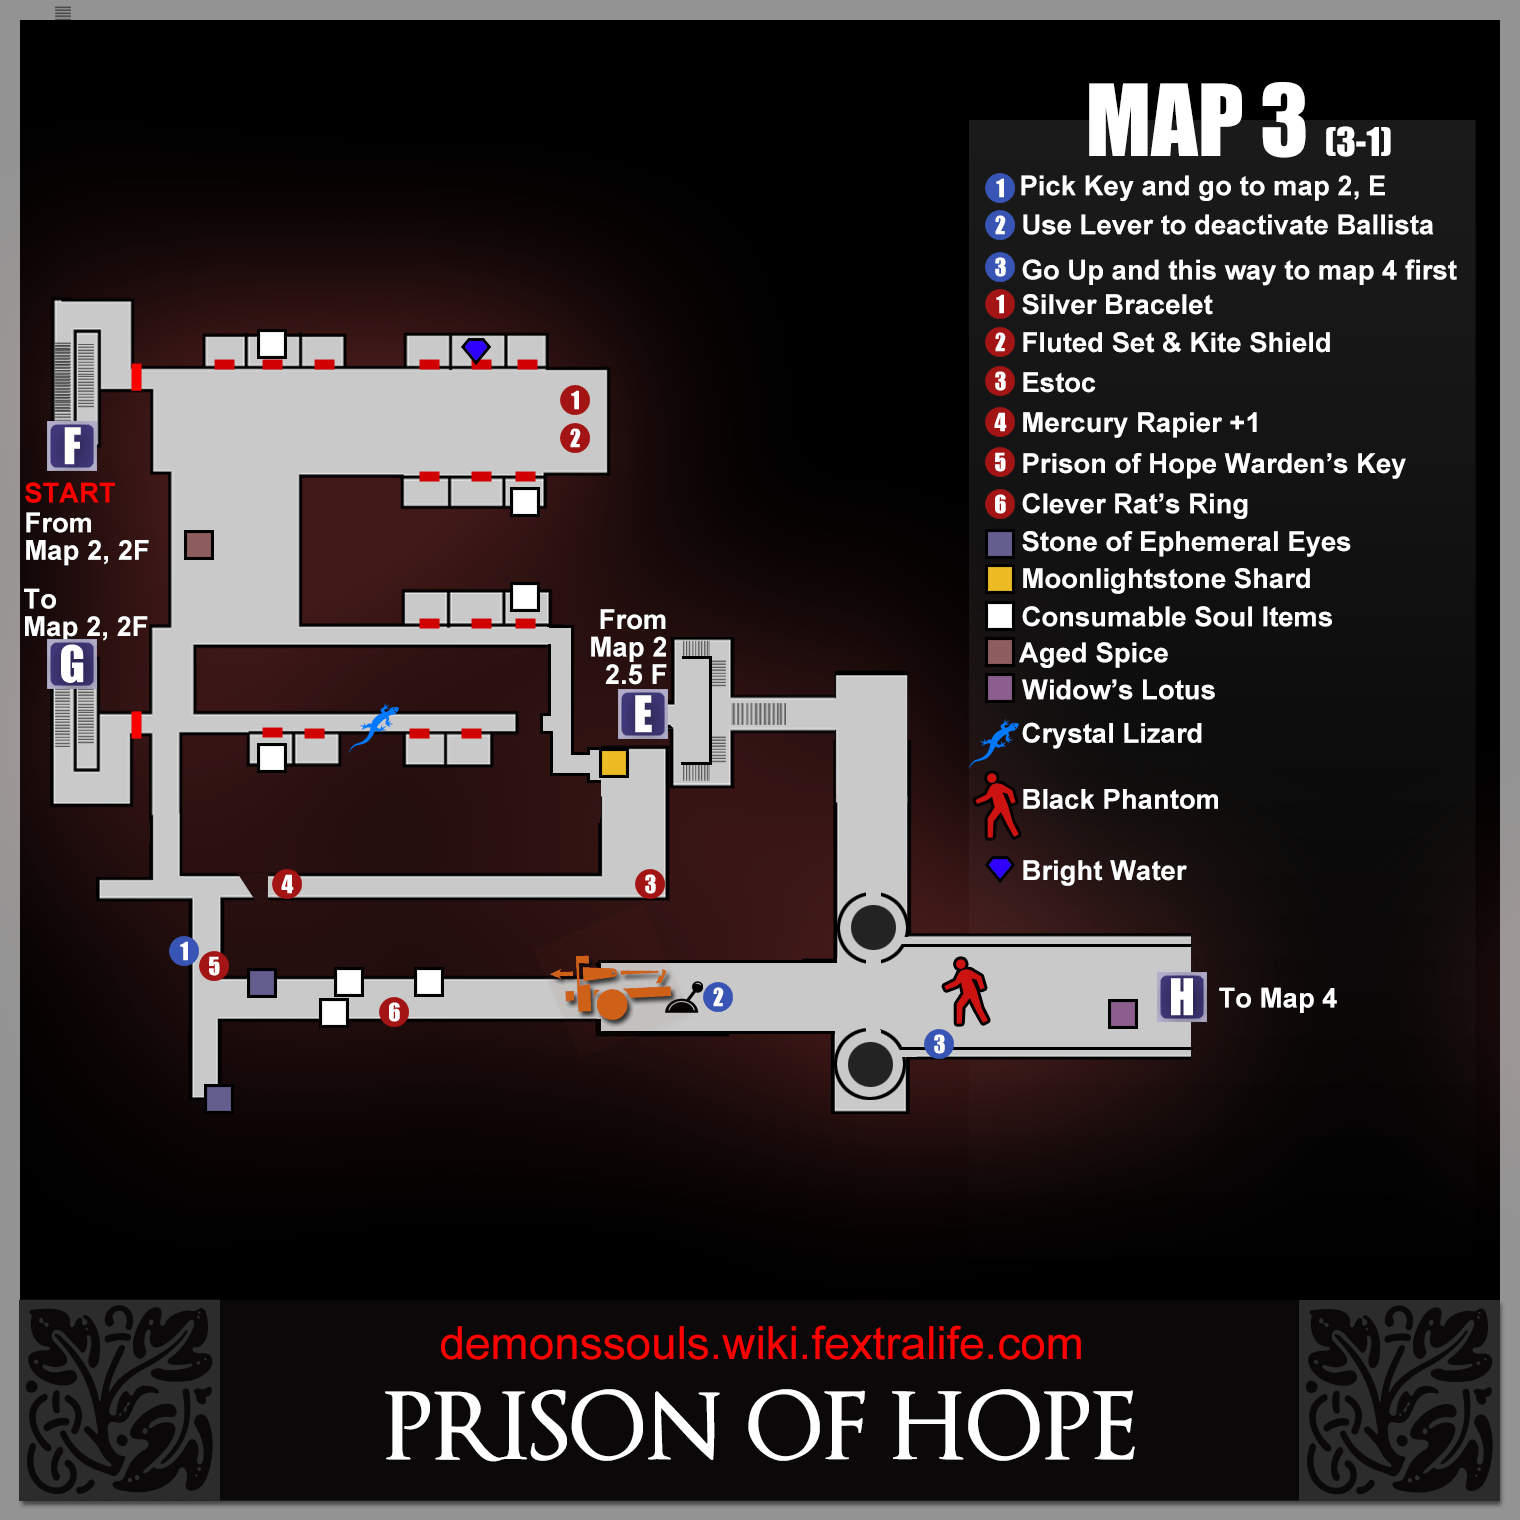 MAP 3 (3-1)
1 Pick Key and go to map 2, E
2 Use Lever to deactivate Ballista
3 Go Up and this way to map 4 first
1 Silver Bracelet
2 Fluted Set & Kite Shield
3 Estoc
4 Mercury Rapier +1
5 Prison of Hope Warden's Key
6 Clever Rat's Ring
Stone of Ephemeral Eyes
Moonlightstone Shard
Consumable Soul Items
Aged Spice
Widow's Lotus
Crystal Lizard
Black Phantom
Bright Water
1
2
F
START
From
Map 2, 2F
To
Map 2, 2F
G
From
Map 2
2.5 F
E
4
3
1
5
6
2
3
H
To Map 4
demonssouls.wiki.fextralife.com
PRISON OF HOPE